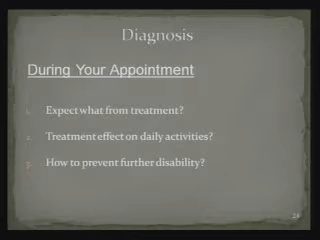 Diagnosis
During Your Appointment
1. Expect what from treatment?
2. Treatment effect on daily activities?
3. How to prevent further disability?
24